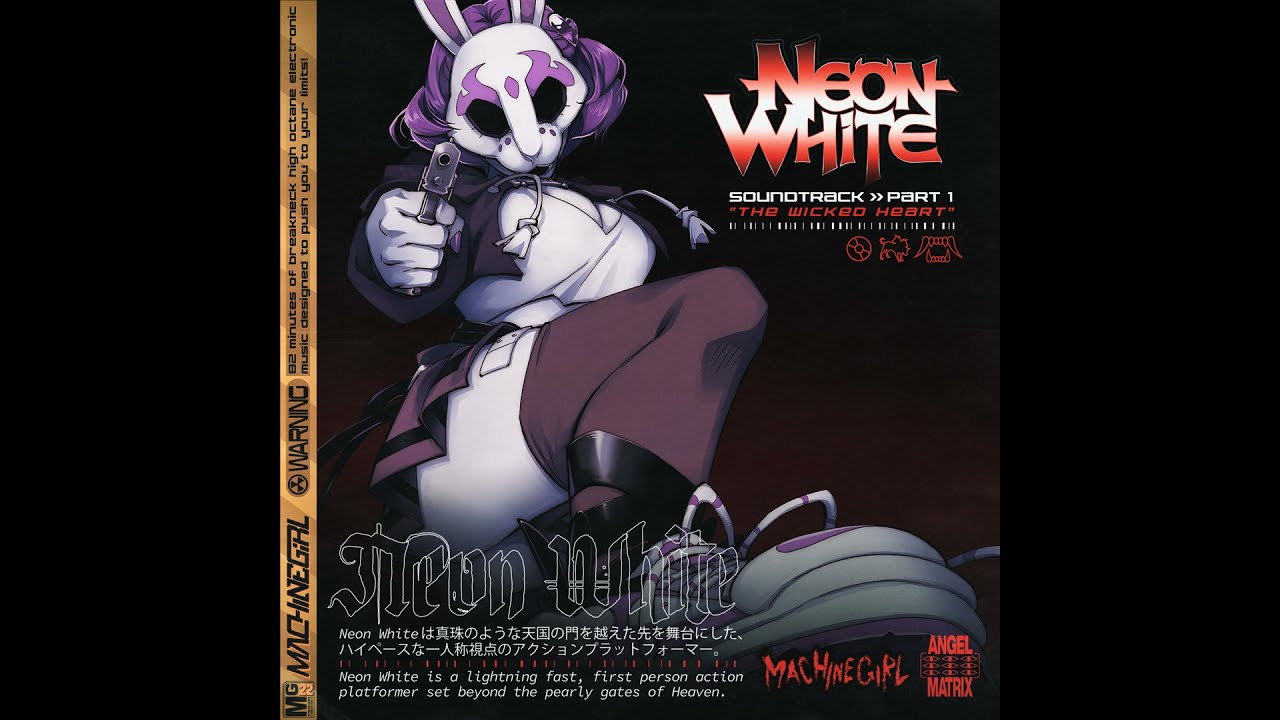 82 minutes of breakneck high octane electronic
music designed to push you to your limits!
WARNING
MACHINEGIRL
MG
22
NEON
WHITE
SOUNDTRACK >> PART 1
"THE WICKED HEART"
Neon White
Neon Whiteは真珠のような天国の門を越えた先を舞台にした、
ハイペースな一人称視点のアクションプラットフォーマー。
Neon White is a lightning fast, first person action
platformer set beyond the pearly gates of Heaven.
MACHINEGIRL
ANGEL
MATRIX